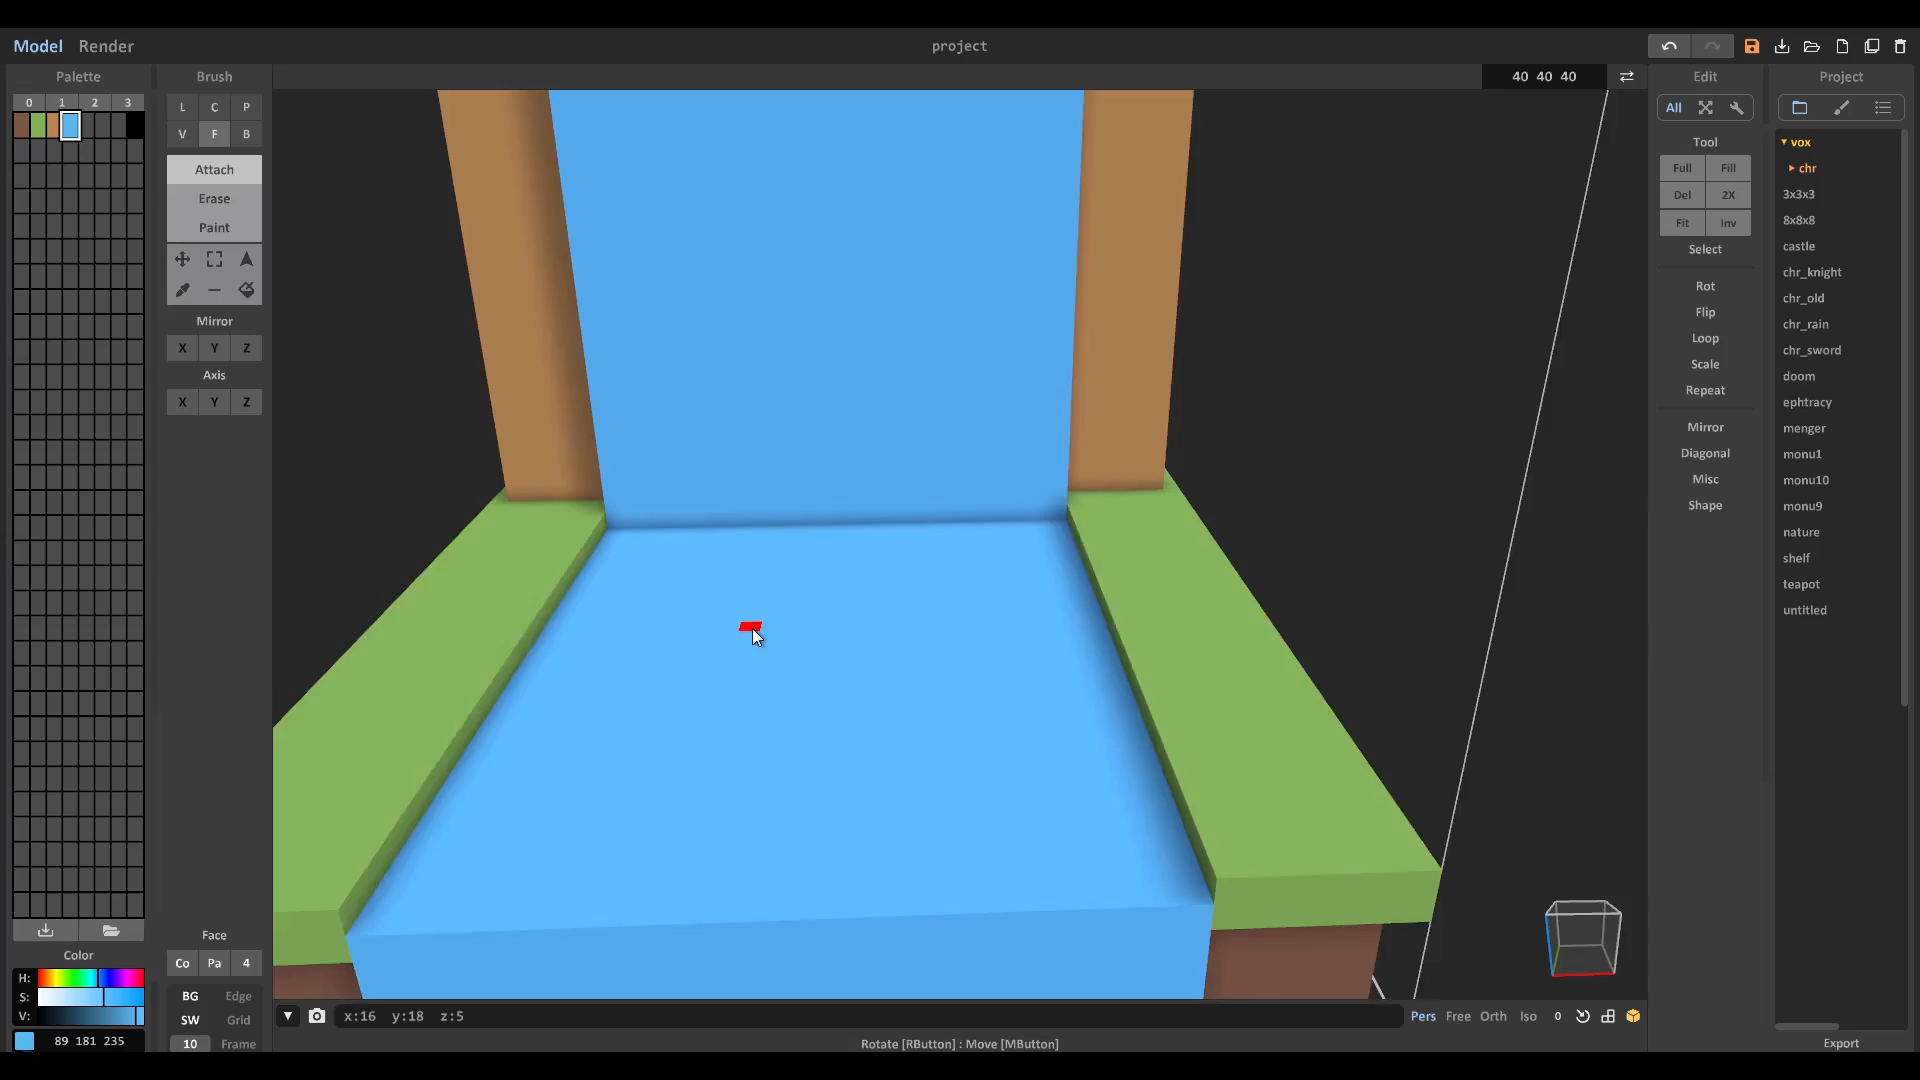 Model Render project
Palette Brush 40 40 40 Edit Project
0 1 2 3
L C P
V F B
All
Attach
Erase
Paint
Mirror
X Y Z
Axis
X Y Z
Face
Co Pa 4
BG Edge
SW Grid
10 Frame
Color
H:
S:
V:
89 181 235
x:16 y:18 z:5
Pers Free Orth Iso 0
Rotate [RButton] : Move [MButton]
Tool
Full Fill
Del 2X
Fit Inv
Select
Rot
Flip
Loop
Scale
Repeat
Mirror
Diagonal
Misc
Shape
vox
chr
3x3x3
8x8x8
castle
chr_knight
chr_old
chr_rain
chr_sword
doom
ephtracy
menger
monu1
monu10
monu9
nature
shelf
teapot
untitled
Export